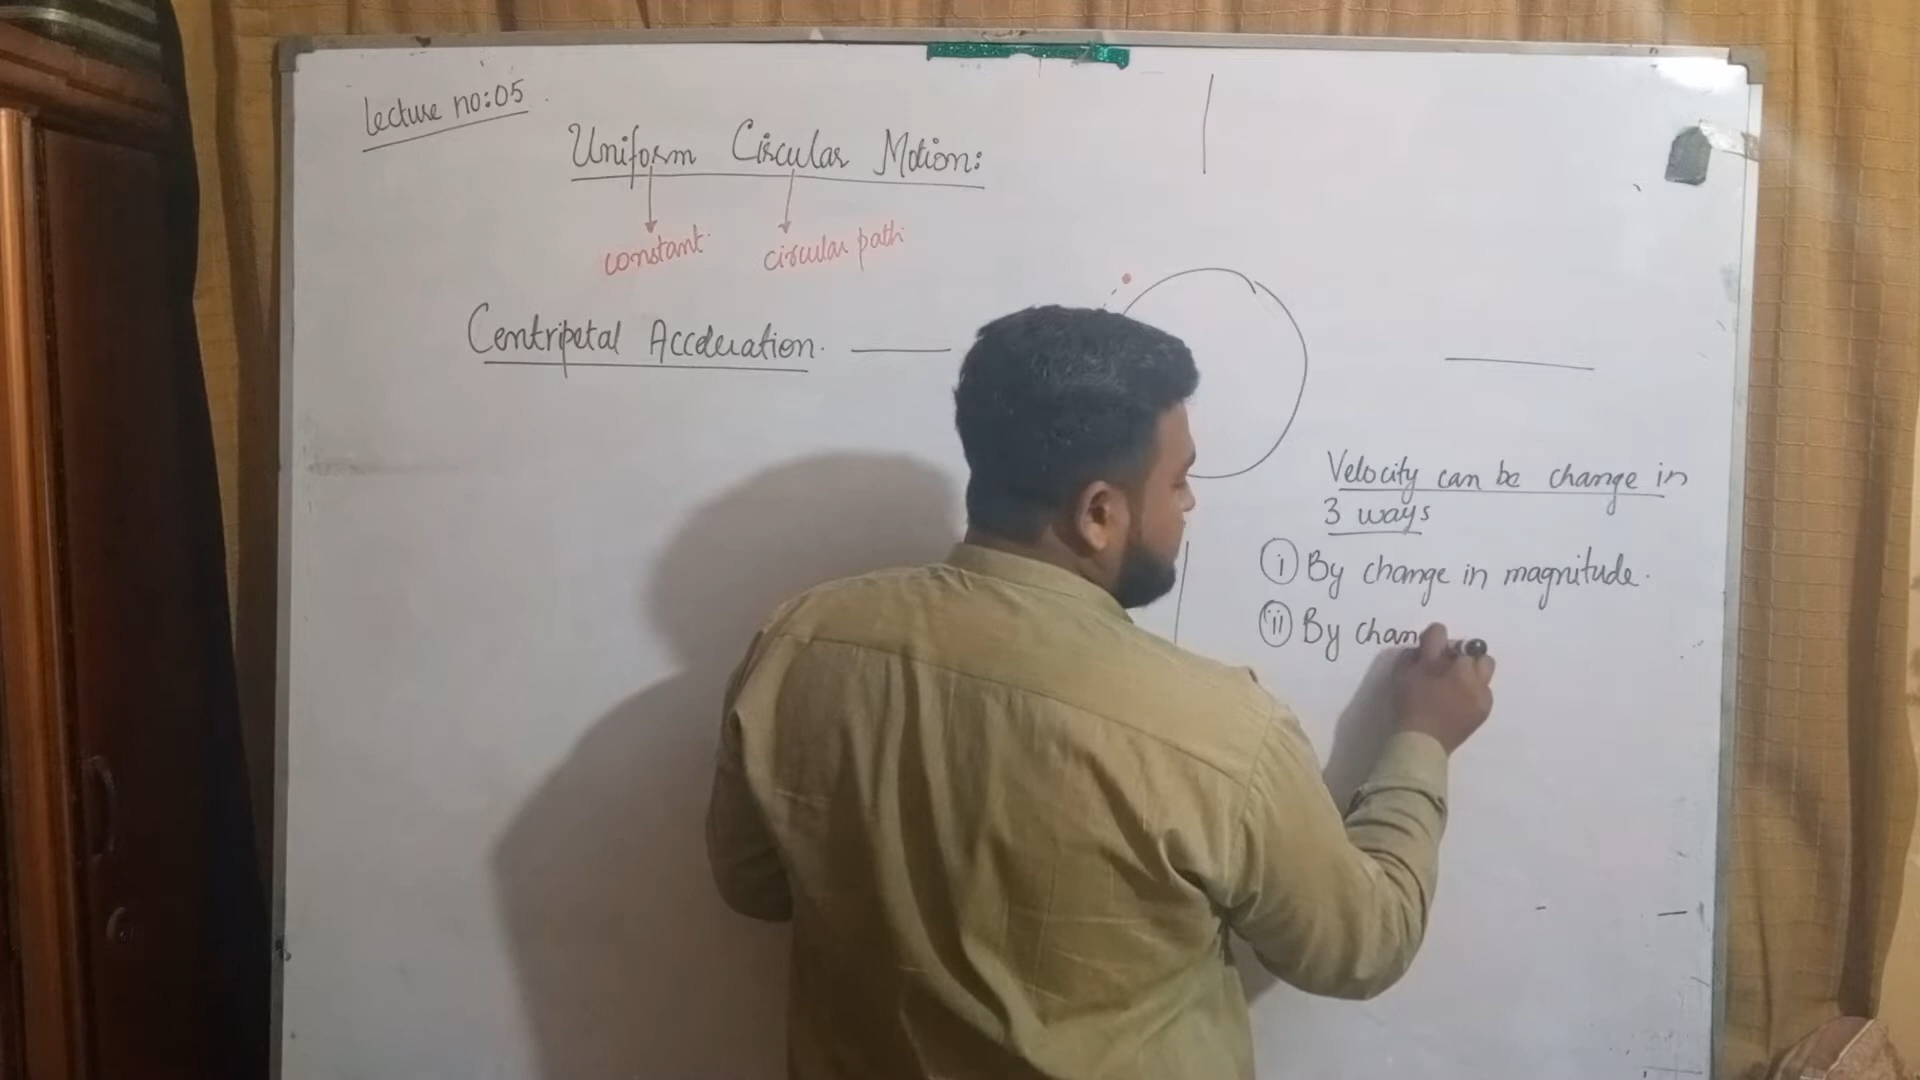 Lecture no:05
Uniform Circular Motion:
constant
circular path
Centripetal Acceleration.
Velocity can be change in
3 ways
(i) By change in magnitude.
(ii) By chan